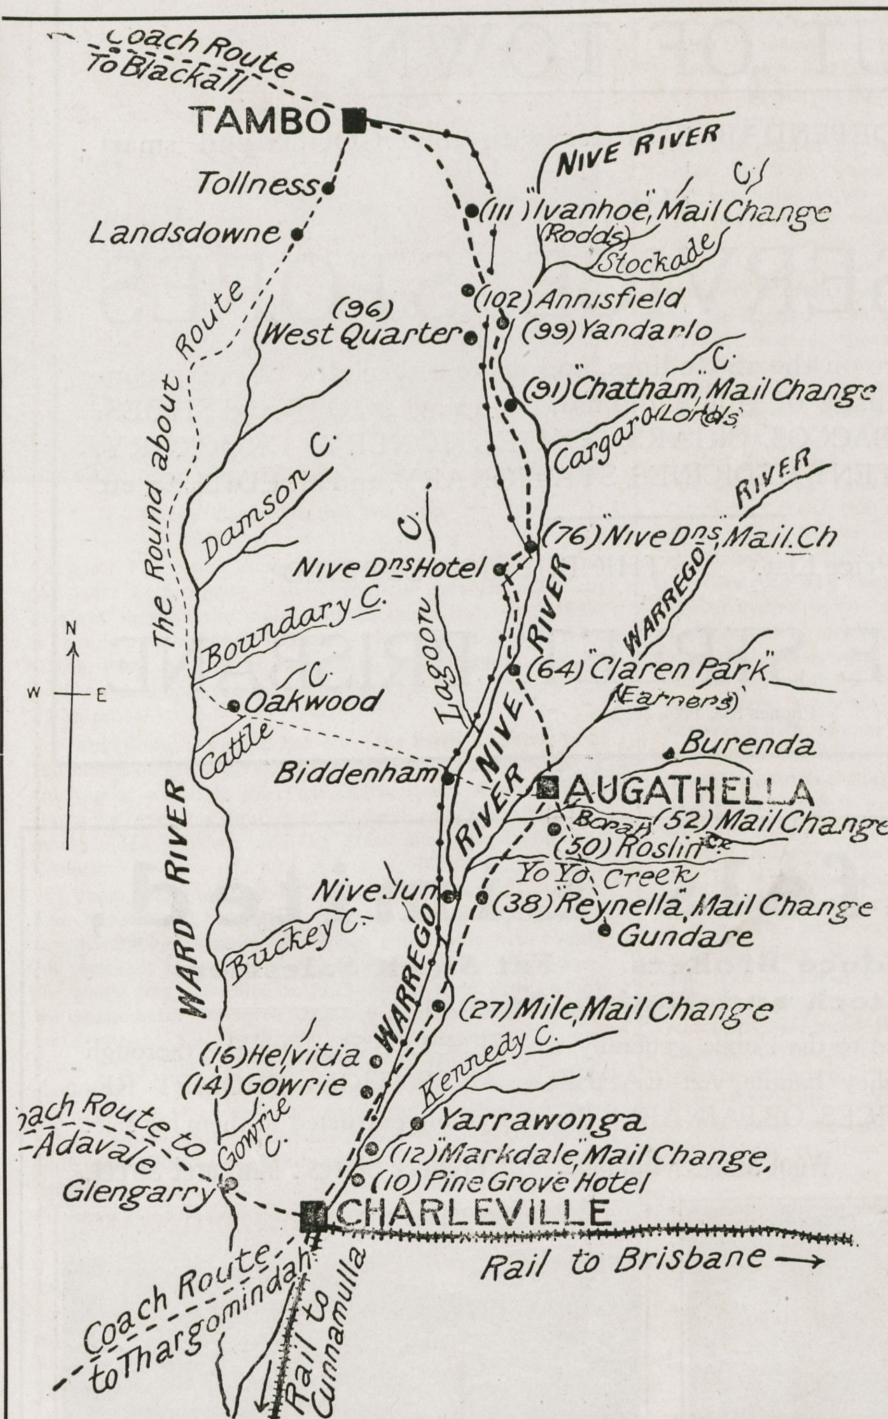 Coach Route
To Blackall
TAMBO
NIVE RIVER
Tollness
C.
(111) "Ivanhoe", Mail Change
(Rodds)
Landsdowne
Stockade
(102) Annisfield
(96)
West Quarter
(99) Yandarlo
C.
(91) "Chatham", Mail Change
Cargara (Lords)
The Round about Route
Damson C.
WARREGO RIVER
(76) "Nive Dns", Mail. Ch
C.
Lagoon
Nive Dns Hotel
NIVE RIVER
Boundary C.
(64) "Claren Park"
(Earners)
N
W E
C.
Oakwood
Cattle
Burenda
Biddenham
AUGATHELLA
(52) Mail Change
(50) Roslin
Ck
Yo Yo Creek
WARREGO RIVER
WARD RIVER
Nive Jun
(38) "Reynella", Mail Change
Gundare
Buckey C.
(27) Mile, Mail Change
(16) Helvitia
Kennedy C.
(14) Gowrie
Gowrie C.
Yarrawonga
oach Route to
Adavale
(12) "Markdale", Mail Change,
Glengarry
(10) Pine Grove Hotel
CHARLEVILLE
Rail to Brisbane
Coach Route
to Thargomindah
Rail to
Cunnamulla